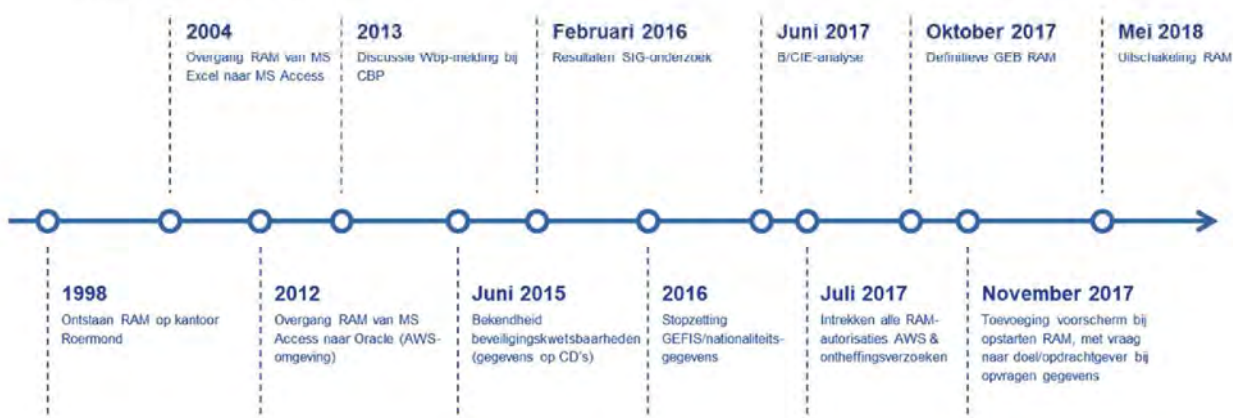 2004
Overgang RAM van MS
Excel naar MS Access
2013
Discussie Wbp-melding bij
CBP
Februari 2016
Resultaten SIG-onderzoek
Juni 2017
B/CIE-analyse
Oktober 2017
Definitieve GEB RAM
Mei 2018
Uitschakeling RAM
1998
Ontstaan RAM op kantoor
Roermond
2012
Overgang RAM van MS
Access naar Oracle (AWS-
omgeving)
Juni 2015
Bekendheid
beveiligingskwetsbaarheden
(gegevens op CD's)
2016
Stopzetting
GEFIS/nationaliteits-
gegevens
Juli 2017
Intrekken alle RAM-
autorisaties AWS &
ontheffingsverzoeken
November 2017
Toevoeging voorscherm bij
opstarten RAM, met vraag
naar doel/opdrachtgever bij
opvragen gegevens